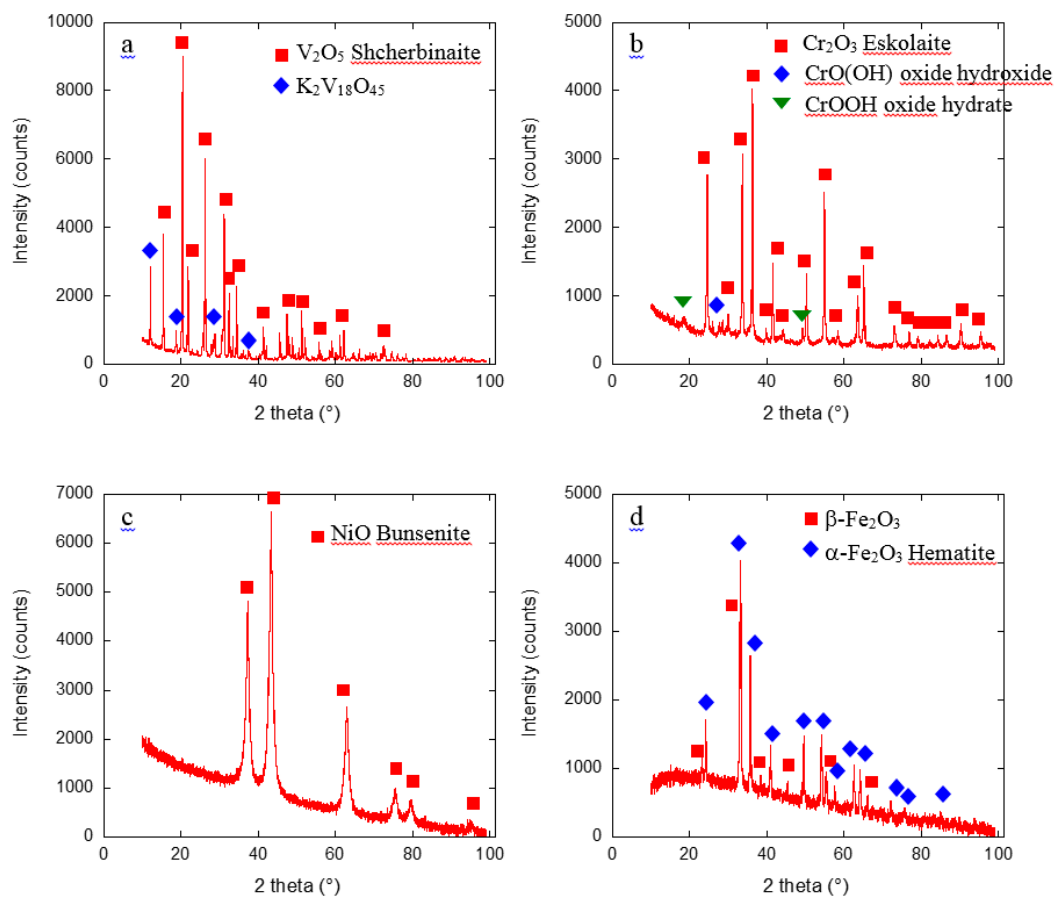 a
V₂O₅ Shcherbinaite
K₂V₁₈O₄₅
10000
8000
6000
4000
2000
0
Intensity (counts)
0 20 40 60 80 100
2 theta (°)
b
Cr₂O₃ Eskolaite
CrO(OH) oxide hydroxide
CrOOH oxide hydrate
5000
4000
3000
2000
1000
0
Intensity (counts)
0 20 40 60 80 100
2 theta (°)
c
NiO Bunsenite
7000
6000
5000
4000
3000
2000
1000
0
Intensity (counts)
0 20 40 60 80 100
2 theta (°)
d
β-Fe₂O₃
α-Fe₂O₃ Hematite
5000
4000
3000
2000
1000
0
Intensity (counts)
0 20 40 60 80 100
2 theta (°)